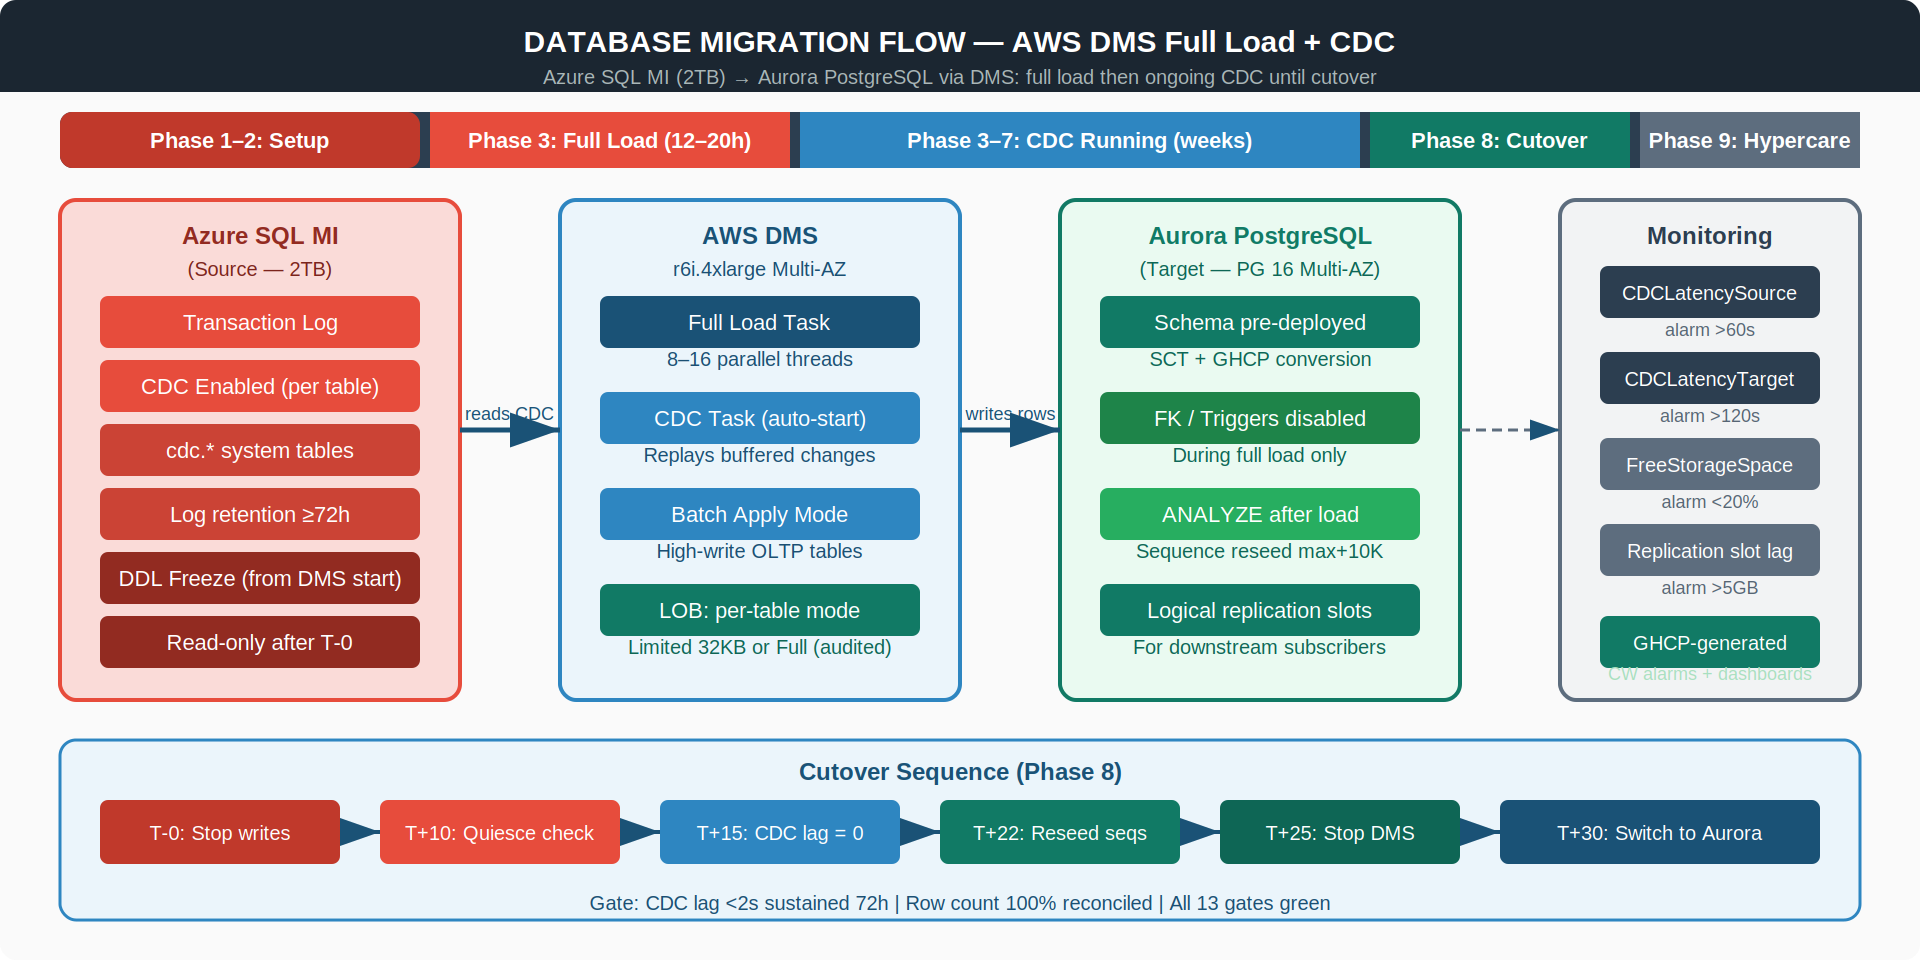 DATABASE MIGRATION FLOW — AWS DMS Full Load + CDC
Azure SQL MI (2TB) → Aurora PostgreSQL via DMS: full load then ongoing CDC until cutover
Phase 1–2: Setup
Phase 3: Full Load (12–20h)
Phase 3–7: CDC Running (weeks)
Phase 8: Cutover
Phase 9: Hypercare
Azure SQL MI
(Source — 2TB)
Transaction Log
CDC Enabled (per table)
cdc.* system tables
Log retention ≥72h
DDL Freeze (from DMS start)
Read-only after T-0
reads CDC
AWS DMS
r6i.4xlarge Multi-AZ
Full Load Task
8–16 parallel threads
CDC Task (auto-start)
Replays buffered changes
Batch Apply Mode
High-write OLTP tables
LOB: per-table mode
Limited 32KB or Full (audited)
writes rows
Aurora PostgreSQL
(Target — PG 16 Multi-AZ)
Schema pre-deployed
SCT + GHCP conversion
FK / Triggers disabled
During full load only
ANALYZE after load
Sequence reseed max+10K
Logical replication slots
For downstream subscribers
Monitoring
CDCLatencySource
alarm >60s
CDCLatencyTarget
alarm >120s
FreeStorageSpace
alarm <20%
Replication slot lag
alarm >5GB
GHCP-generated
CW alarms + dashboards
Cutover Sequence (Phase 8)
T-0: Stop writes
T+10: Quiesce check
T+15: CDC lag = 0
T+22: Reseed seqs
T+25: Stop DMS
T+30: Switch to Aurora
Gate: CDC lag <2s sustained 72h | Row count 100% reconciled | All 13 gates green